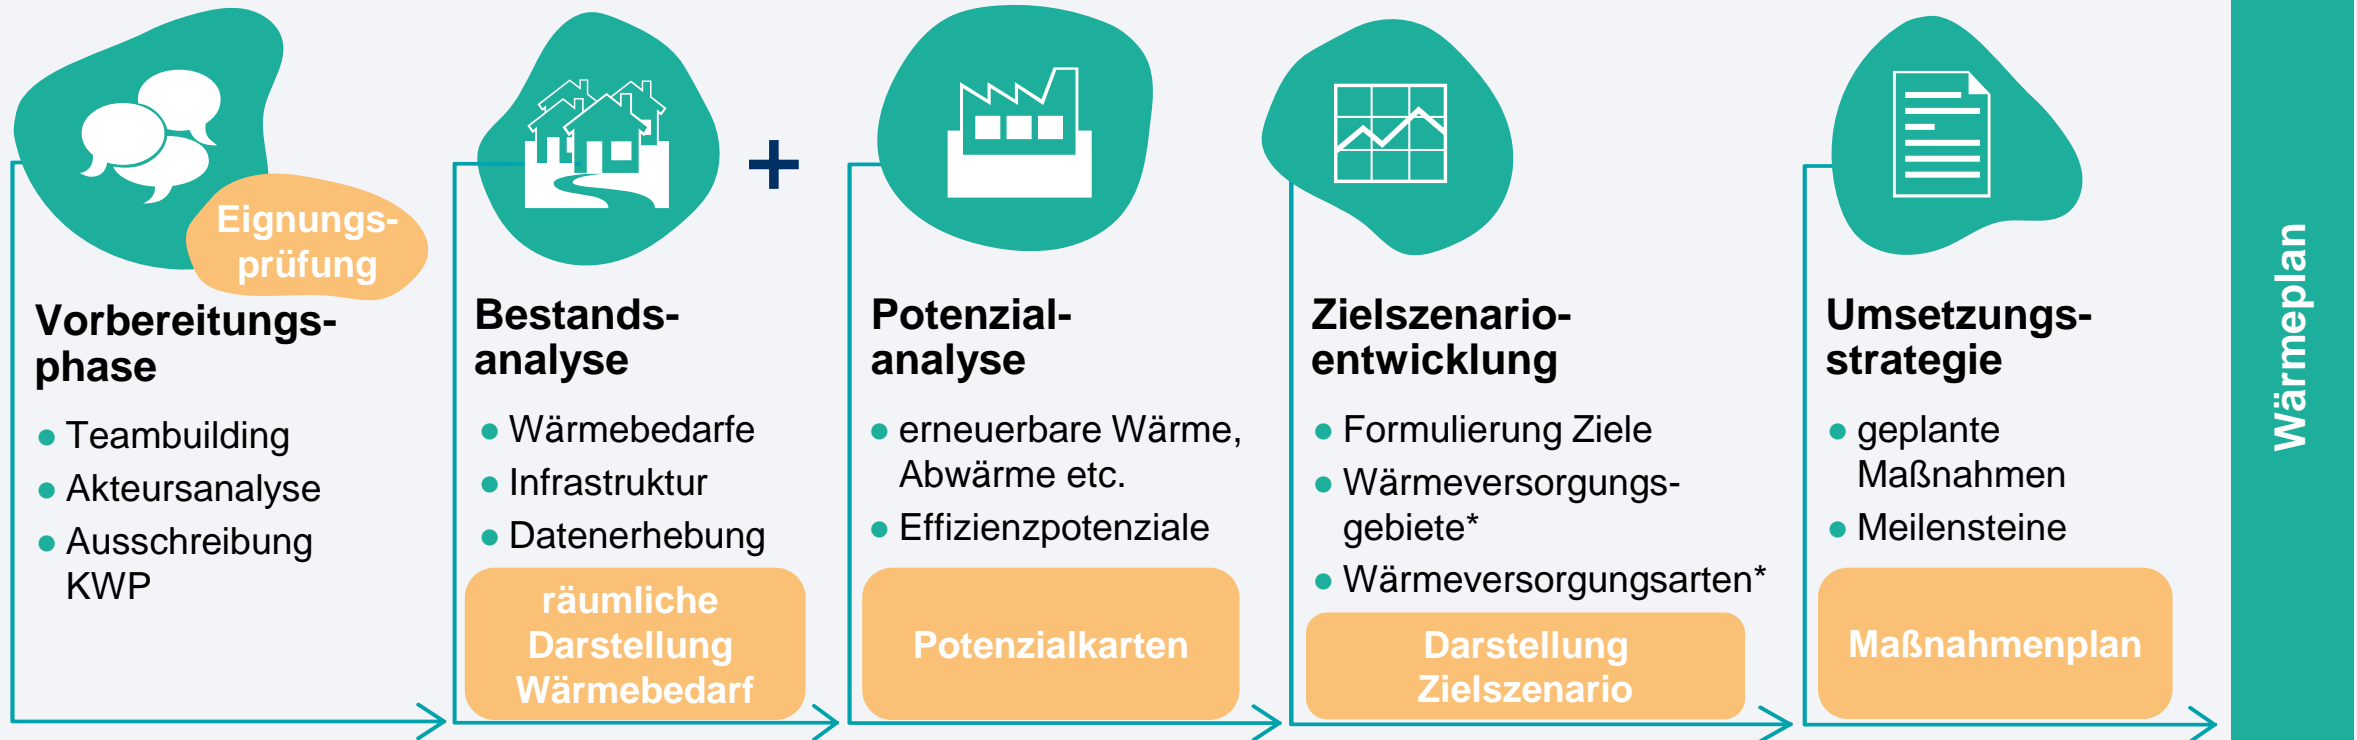 Eignungs-
prüfung
Vorbereitungs-
phase
● Teambuilding
● Akteursanalyse
● Ausschreibung
KWP
+
Bestands-
analyse
● Wärmebedarfe
● Infrastruktur
● Datenerhebung
räumliche
Darstellung
Wärmebedarf
Potenzial-
analyse
● erneuerbare Wärme,
Abwärme etc.
● Effizienzpotenziale
Potenzialkarten
Zielszenario-
entwicklung
● Formulierung Ziele
● Wärmeversorgungs-
gebiete*
● Wärmeversorgungsarten*
Darstellung
Zielszenario
Umsetzungs-
strategie
● geplante
Maßnahmen
● Meilensteine
Maßnahmenplan
Wärmeplan